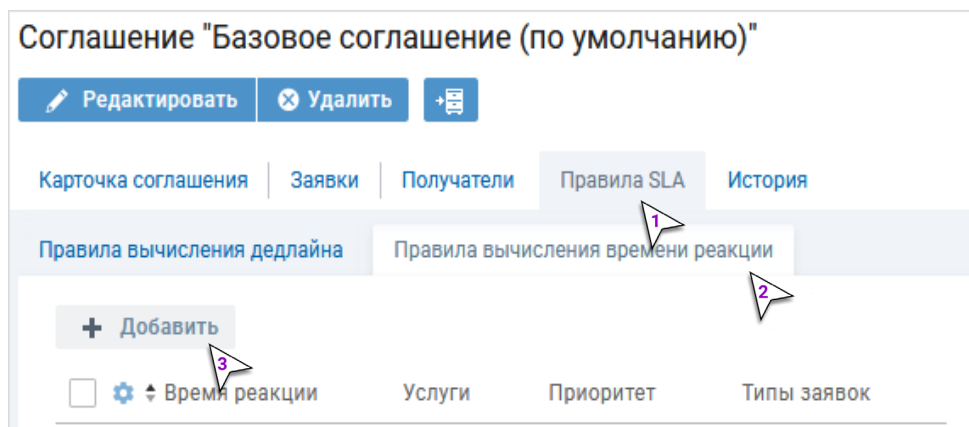 Соглашение "Базовое соглашение (по умолчанию)"
Редактировать Удалить
Карточка соглашения Заявки Получатели Правила SLA История
1
Правила вычисления дедлайна Правила вычисления времени реакции
2
+ Добавить
3
Время реакции Услуги Приоритет Типы заявок